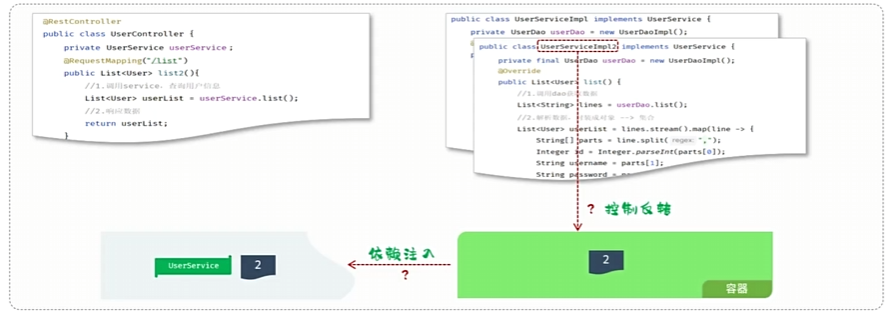 @RestController
public class UserController {
private UserService userService;
@RequestMapping("/list")
public List<User> list2(){
//1.调用service，查询用户信息
List<User> userList = userService.list();
//2.响应数据
return userList;
}
public class UserServiceImpl implements UserService {
private UserDao userDao = new UserDaoImpl();
public class UserServiceImpl2 implements UserService {
private final UserDao userDao = new UserDaoImpl();
@Override
public List<User> list() {
//1.调用dao 数据
List<String> lines = userDao.list();
//2.解析数据， 装成对象 --> 集合
List<User> userList = lines.stream().map(line -> {
String[] parts = line.split( regex: ",");
Integer id = Integer.parseInt(parts[0]);
String username = parts[1];
String password =
? 控制反转
依赖注入
?
UserService
2
2
容器